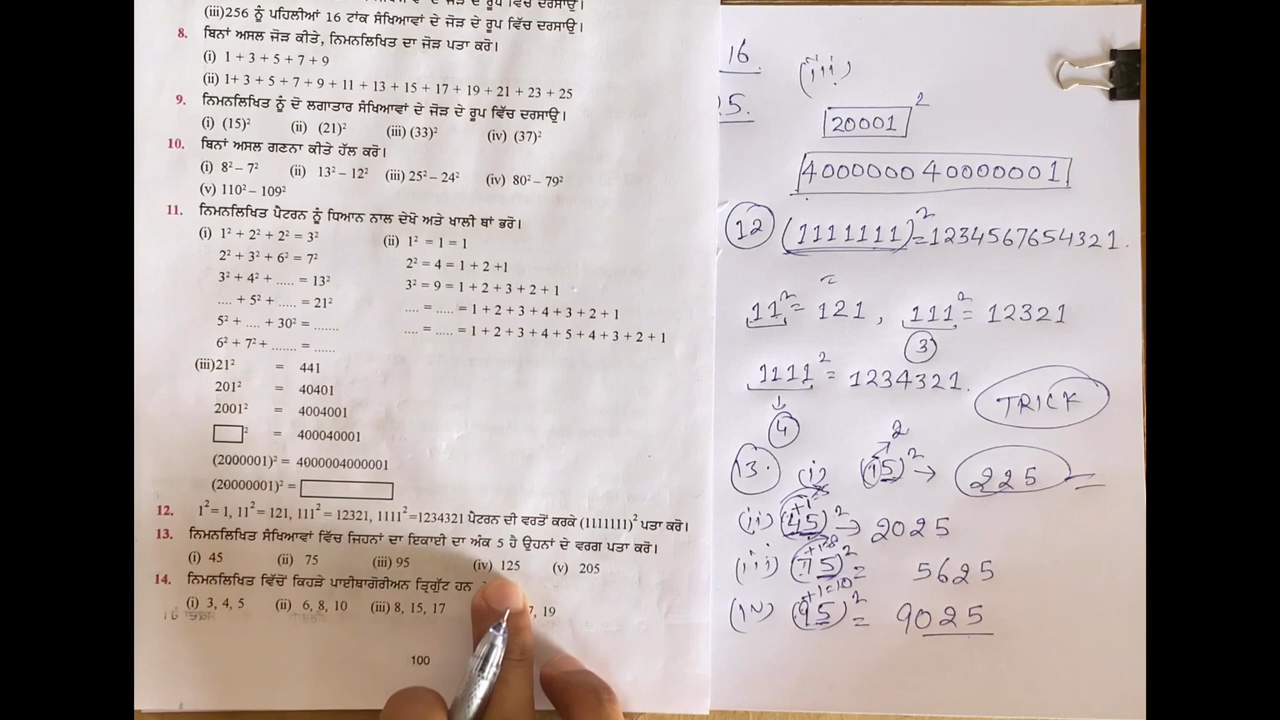 (iii)256 ਨੂੰ ਪਹਿਲੀਆਂ 16 ਟਾਂਕ ਸੰਖਿਆਵਾਂ ਦੇ ਜੋੜ ਦੇ ਰੂਪ ਵਿੱਚ ਦਰਸਾਉ।
8. ਬਿਨਾਂ ਅਸਲ ਜੋੜ ਕੀਤੇ, ਨਿਮਨਲਿਖਿਤ ਦਾ ਜੋੜ ਪਤਾ ਕਰੋ।
(i) 1 + 3 + 5 + 7 + 9
(ii) 1+ 3 + 5 + 7 + 9 + 11 + 13 + 15 + 17 + 19 + 21 + 23 + 25
9. ਨਿਮਨਲਿਖਿਤ ਨੂੰ ਦੋ ਲਗਾਤਾਰ ਸੰਖਿਆਵਾਂ ਦੇ ਜੋੜ ਦੇ ਰੂਪ ਵਿੱਚ ਦਰਸਾਉ।
(i) (15)² (ii) (21)² (iii) (33)² (iv) (37)²
10. ਬਿਨਾਂ ਅਸਲ ਗਣਨਾ ਕੀਤੇ ਹੱਲ ਕਰੋ।
(i) 8² – 7² (ii) 13² – 12² (iii) 25² – 24² (iv) 80² – 79²
(v) 110² – 109²
11. ਨਿਮਨਲਿਖਿਤ ਪੈਟਰਨ ਨੂੰ ਧਿਆਨ ਨਾਲ ਦੇਖੋ ਅਤੇ ਖਾਲੀ ਥਾਂ ਭਰੋ।
(i) 1² + 2² + 2² = 3² (ii) 1² = 1 = 1
2² + 3² + 6² = 7² 2² = 4 = 1 + 2 +1
3² + 4² + ..... = 13² 3² = 9 = 1 + 2 + 3 + 2 + 1
.... + 5² + ..... = 21² .... = ..... = 1 + 2 + 3 + 4 + 3 + 2 + 1
5² + .... + 30² = ....... .... = ..... = 1 + 2 + 3 + 4 + 5 + 4 + 3 + 2 + 1
6² + 7² + ....... = ......
(iii)21² = 441
201² = 40401
2001² = 4004001
² = 400040001
(2000001)² = 4000004000001
(20000001)² =
12. 1² = 1, 11² = 121, 111² = 12321, 1111² =1234321 ਪੈਟਰਨ ਦੀ ਵਰਤੋਂ ਕਰਕੇ (1111111)² ਪਤਾ ਕਰੋ।
13. ਨਿਮਨਲਿਖਿਤ ਸੰਖਿਆਵਾਂ ਵਿੱਚ ਜਿਹਨਾਂ ਦਾ ਇਕਾਈ ਦਾ ਅੰਕ 5 ਹੈ ਉਹਨਾਂ ਦੇ ਵਰਗ ਪਤਾ ਕਰੋ।
(i) 45 (ii) 75 (iii) 95 (iv) 125 (v) 205
14. ਨਿਮਨਲਿਖਿਤ ਵਿੱਚੋਂ ਕਿਹੜੇ ਪਾਈਥਾਗੋਰੀਅਨ ਤ੍ਰਿਗੁੱਟ ਹਨ
(i) 3, 4, 5 (ii) 6, 8, 10 (iii) 8, 15, 17 7, 19
100
16
(iii)
5.
20001 ²
4000000 40000001
12 (1111111)² =1234567654321.
11² = 121 , 111² = 12321
3
1111² = 1234321.
4
TRICK
2
13. (i) (15)² → 225
(ii) (45)² → 2025
(iii) (75)² = 5625
(iv) (95)² = 9025